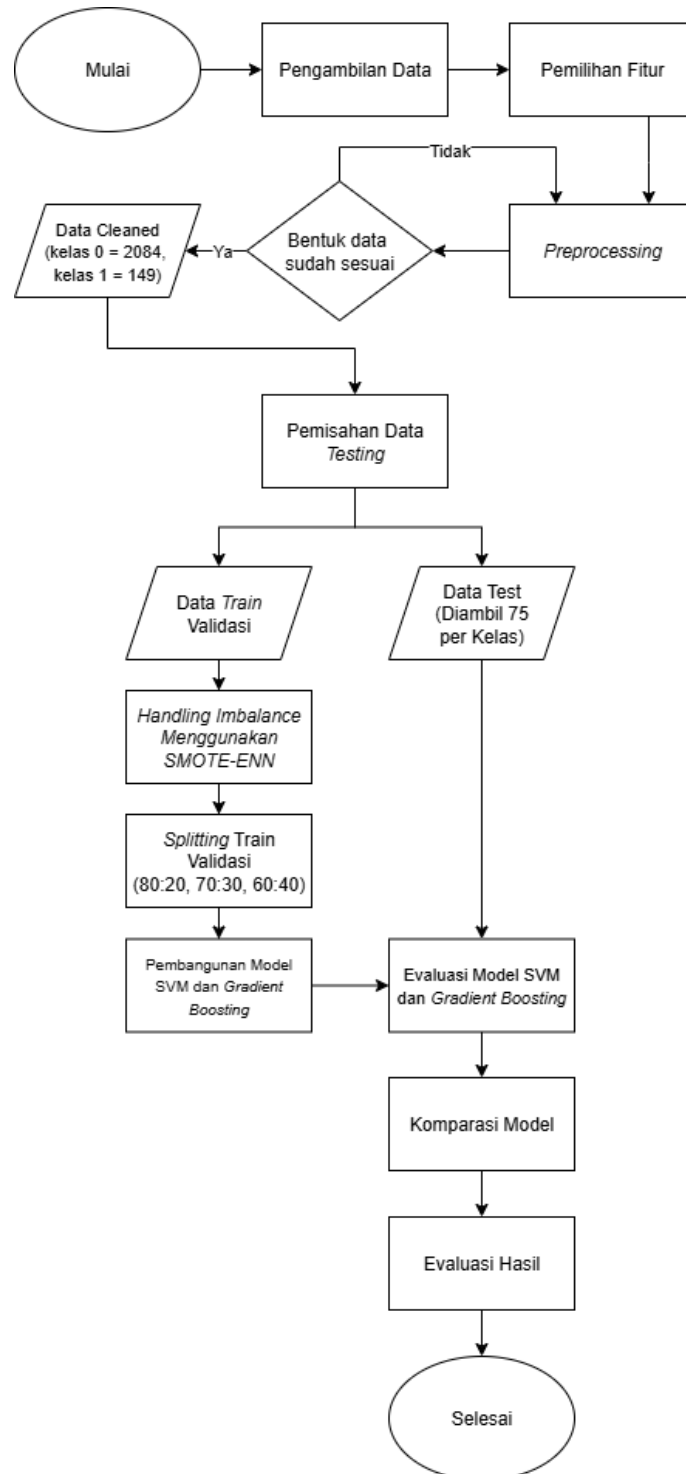 Mulai
Pengambilan Data
Pemilihan Fitur
Tidak
Data Cleaned
(kelas 0 = 2084,
kelas 1 = 149)
Ya
Bentuk data
sudah sesuai
Preprocessing
Pemisahan Data
Testing
Data Train
Validasi
Data Test
(Diambil 75
per Kelas)
Handling Imbalance
Menggunakan
SMOTE-ENN
Splitting Train
Validasi
(80:20, 70:30, 60:40)
Pembangunan Model
SVM dan Gradient
Boosting
Evaluasi Model SVM
dan Gradient Boosting
Komparasi Model
Evaluasi Hasil
Selesai